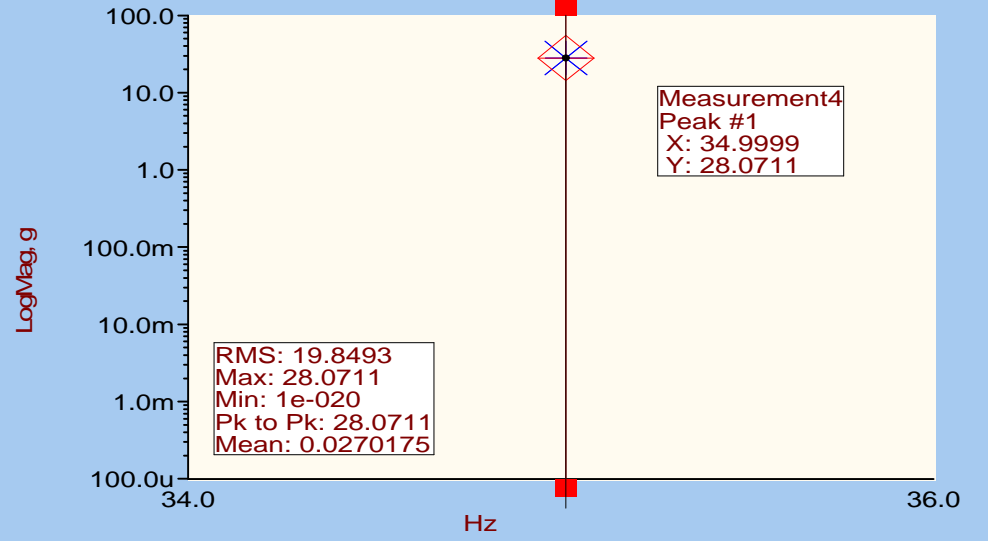 100.0
10.0
1.0
100.0m
10.0m
1.0m
100.0u
LogMag, g
Measurement4
Peak #1
X: 34.9999
Y: 28.0711
RMS: 19.8493
Max: 28.0711
Min: 1e-020
Pk to Pk: 28.0711
Mean: 0.0270175
34.0
36.0
Hz